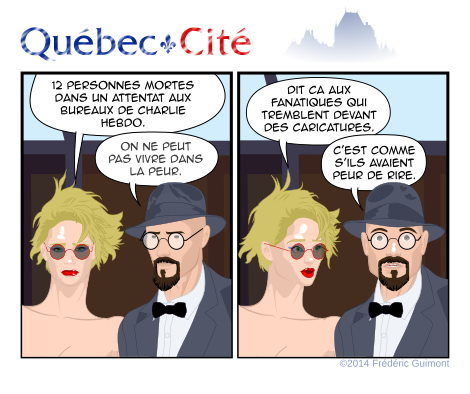 Québec Cité
12 PERSONNES MORTES
DANS UN ATTENTAT AUX
BUREAUX DE CHARLIE
HEBDO.
ON NE PEUT
PAS VIVRE DANS
LA PEUR.
DIT CA AUX
FANATIQUES QUI
TREMBLENT DEVANT
DES CARICATURES.
C'EST COMME
S'ILS AVAIENT
PEUR DE RIRE.
©2014 Frédéric Guimont